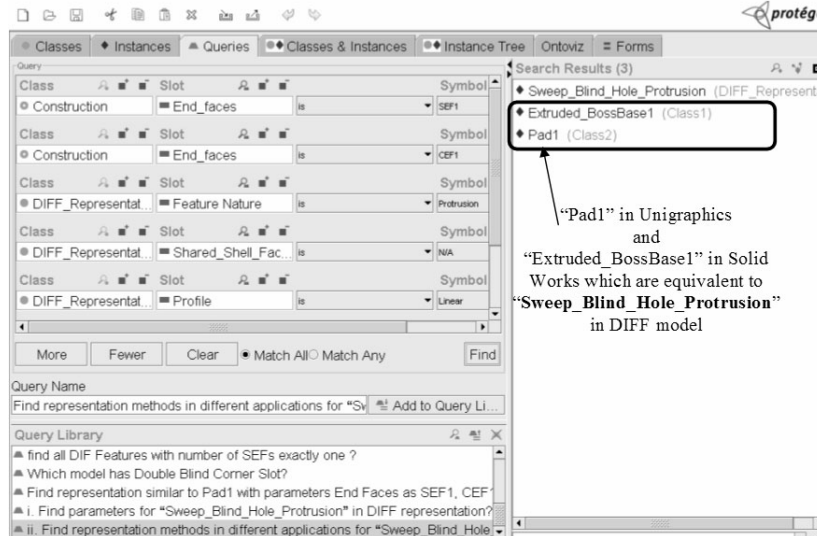 protég
Classes
Instances
Queries
Classes & Instances
Instance Tree
Ontoviz
Forms
Query
Class Slot Symbol
Construction End_faces is SEF1
Class Slot Symbol
Construction End_faces is CEF1
Class Slot Symbol
DIFF_Representat... Feature Nature is Protrusion
Class Slot Symbol
DIFF_Representat... Shared_Shell_Fac... is N/A
Class Slot Symbol
DIFF_Representat... Profile is Linear
More Fewer Clear Match All Match Any Find
Query Name
Find representation methods in different applications for “Sw Add to Query Li...
Query Library
find all DIF Features with number of SEFs exactly one ?
Which model has Double Blind Corner Slot?
Find representation similar to Pad1 with parameters End Faces as SEF1, CEF1
i. Find parameters for “Sweep_Blind_Hole_Protrusion” in DIFF representation?
ii. Find representation methods in different applications for “Sweep_Blind_Hole
Search Results (3)
Sweep_Blind_Hole_Protrusion (DIFF_Represent
Extruded_BossBase1 (Class1)
Pad1 (Class2)
“Pad1” in Unigraphics
and
“Extruded_BossBase1” in Solid
Works which are equivalent to
“Sweep_Blind_Hole_Protrusion”
in DIFF model